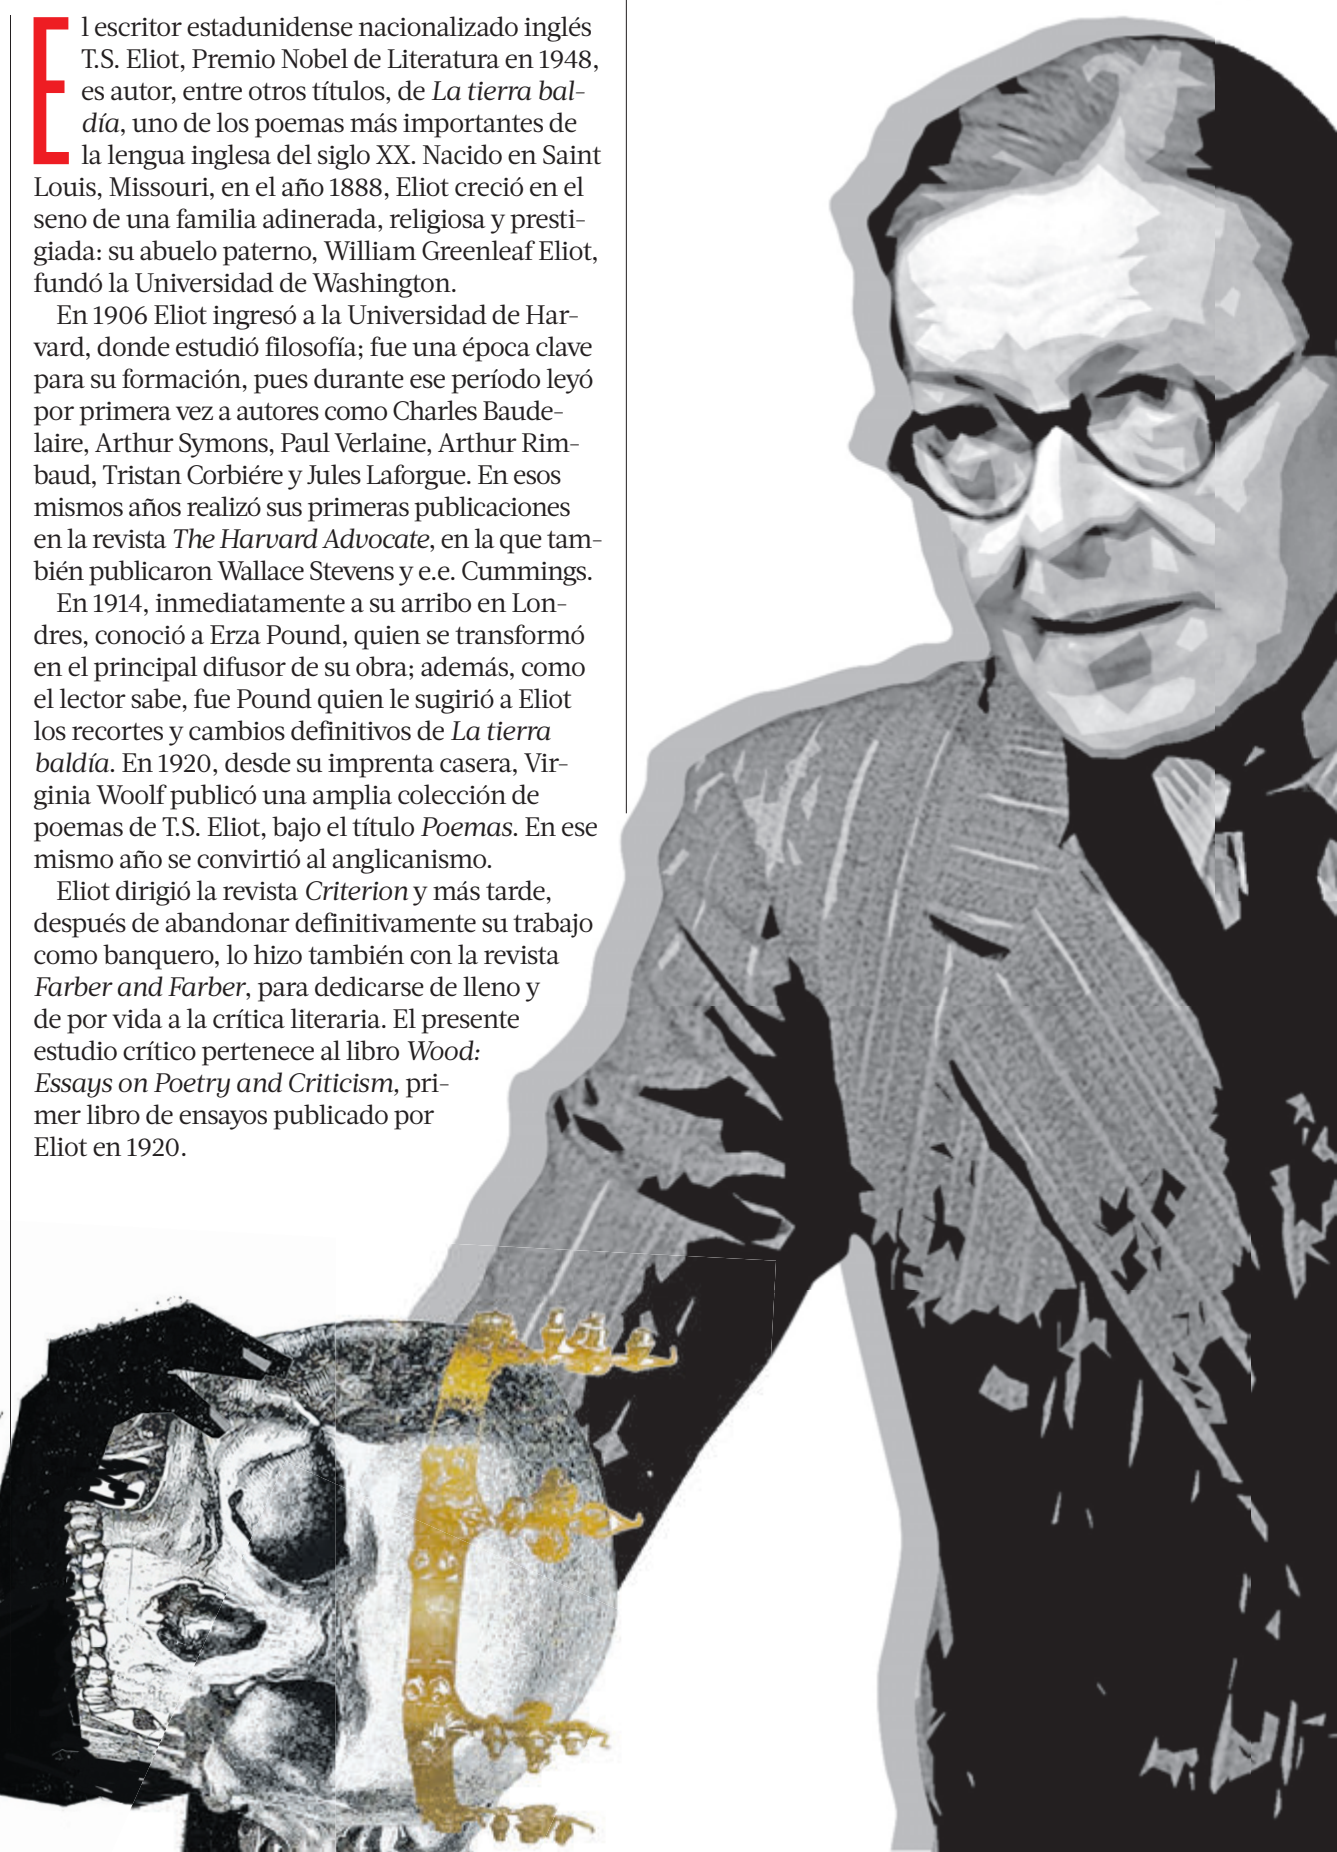 El escritor estadunidense nacionalizado inglés
T.S. Eliot, Premio Nobel de Literatura en 1948,
es autor, entre otros títulos, de La tierra bal-
día, uno de los poemas más importantes de
la lengua inglesa del siglo XX. Nacido en Saint
Louis, Missouri, en el año 1888, Eliot creció en el
seno de una familia adinerada, religiosa y presti-
giada: su abuelo paterno, William Greenleaf Eliot,
fundó la Universidad de Washington.
En 1906 Eliot ingresó a la Universidad de Har-
vard, donde estudió filosofía; fue una época clave
para su formación, pues durante ese período leyó
por primera vez a autores como Charles Baude-
laire, Arthur Symons, Paul Verlaine, Arthur Rim-
baud, Tristan Corbiére y Jules Laforgue. En esos
mismos años realizó sus primeras publicaciones
en la revista The Harvard Advocate, en la que tam-
bién publicaron Wallace Stevens y e.e. Cummings.
En 1914, inmediatamente a su arribo en Lon-
dres, conoció a Erza Pound, quien se transformó
en el principal difusor de su obra; además, como
el lector sabe, fue Pound quien le sugirió a Eliot
los recortes y cambios definitivos de La tierra
baldía. En 1920, desde su imprenta casera, Vir-
ginia Woolf publicó una amplia colección de
poemas de T.S. Eliot, bajo el título Poemas. En ese
mismo año se convirtió al anglicanismo.
Eliot dirigió la revista Criterion y más tarde,
después de abandonar definitivamente su trabajo
como banquero, lo hizo también con la revista
Farber and Farber, para dedicarse de lleno y
de por vida a la crítica literaria. El presente
estudio crítico pertenece al libro Wood:
Essays on Poetry and Criticism, pri-
mer libro de ensayos publicado por
Eliot en 1920.